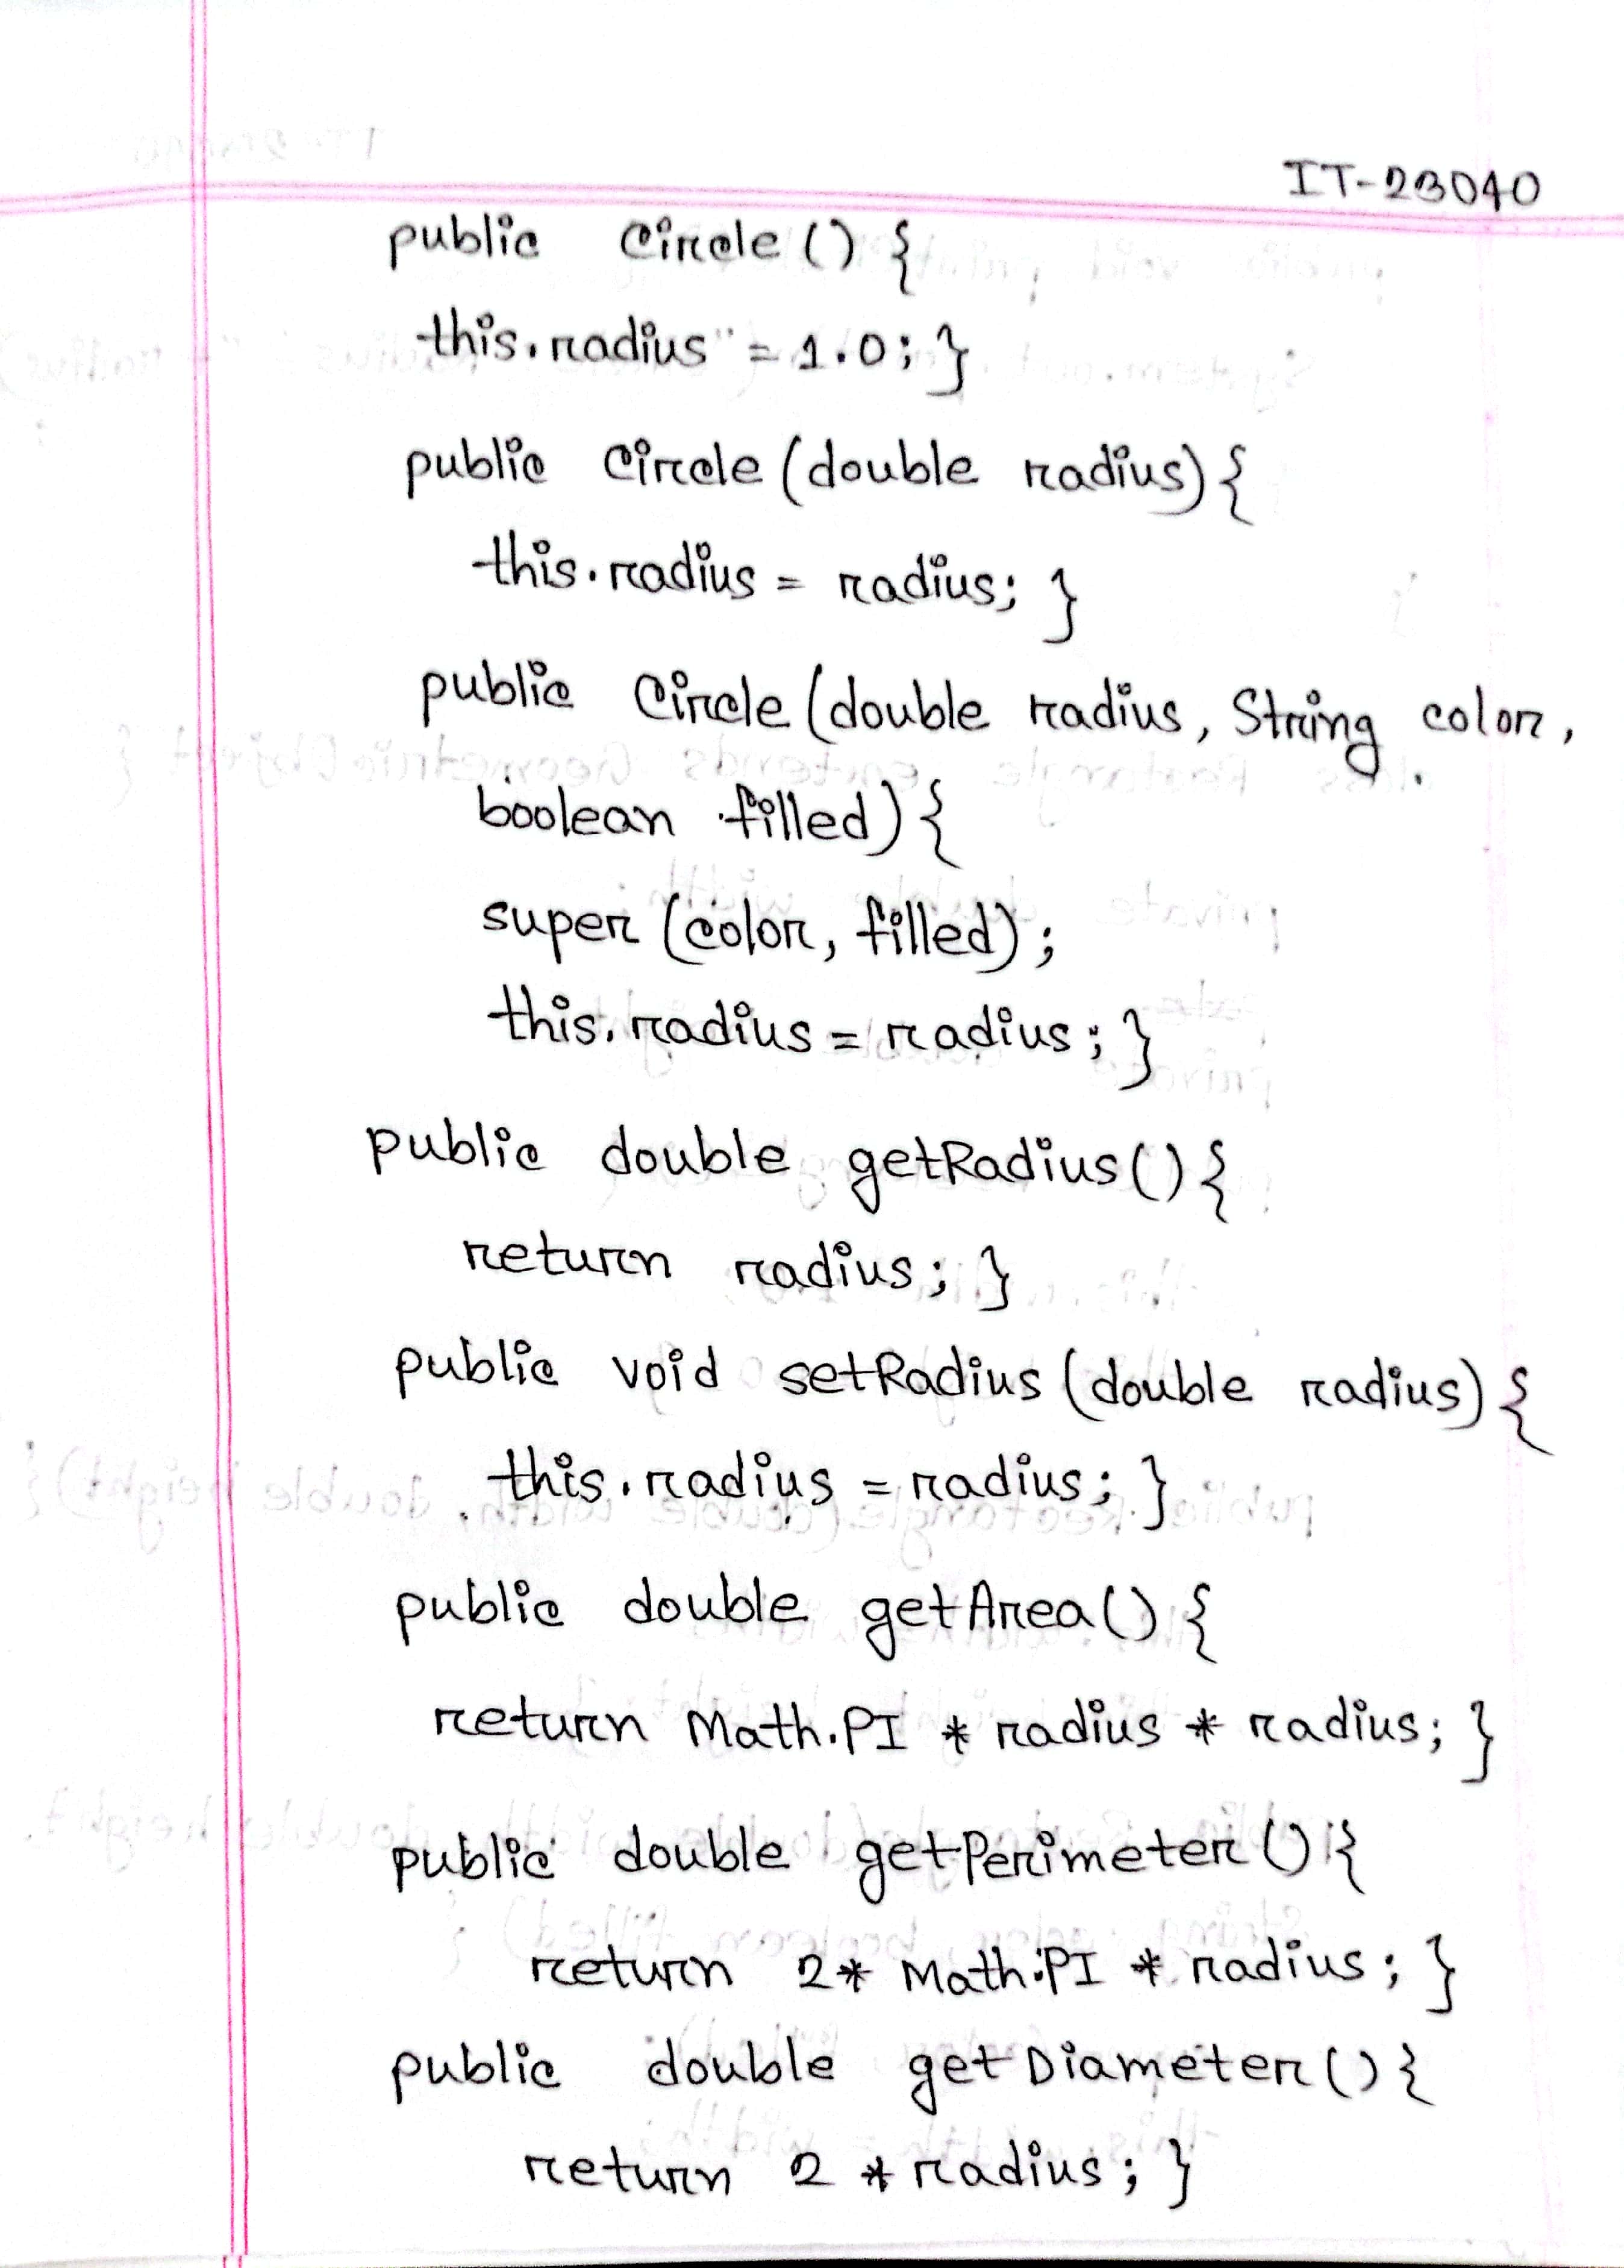 IT-23040
public Circle () {
this.radius = 1.0; }
public Circle (double radius) {
this.radius = radius; }
public Circle (double radius, String color,
boolean filled) {
super (color, filled);
this.radius = radius; }
public double getRadius() {
return radius; }
public void setRadius (double radius) {
this.radius = radius; }
public double getArea() {
return Math.PI * radius * radius; }
public double getPerimeter () {
return 2* Math.PI * radius; }
public double getDiameter () {
return 2 * radius; }